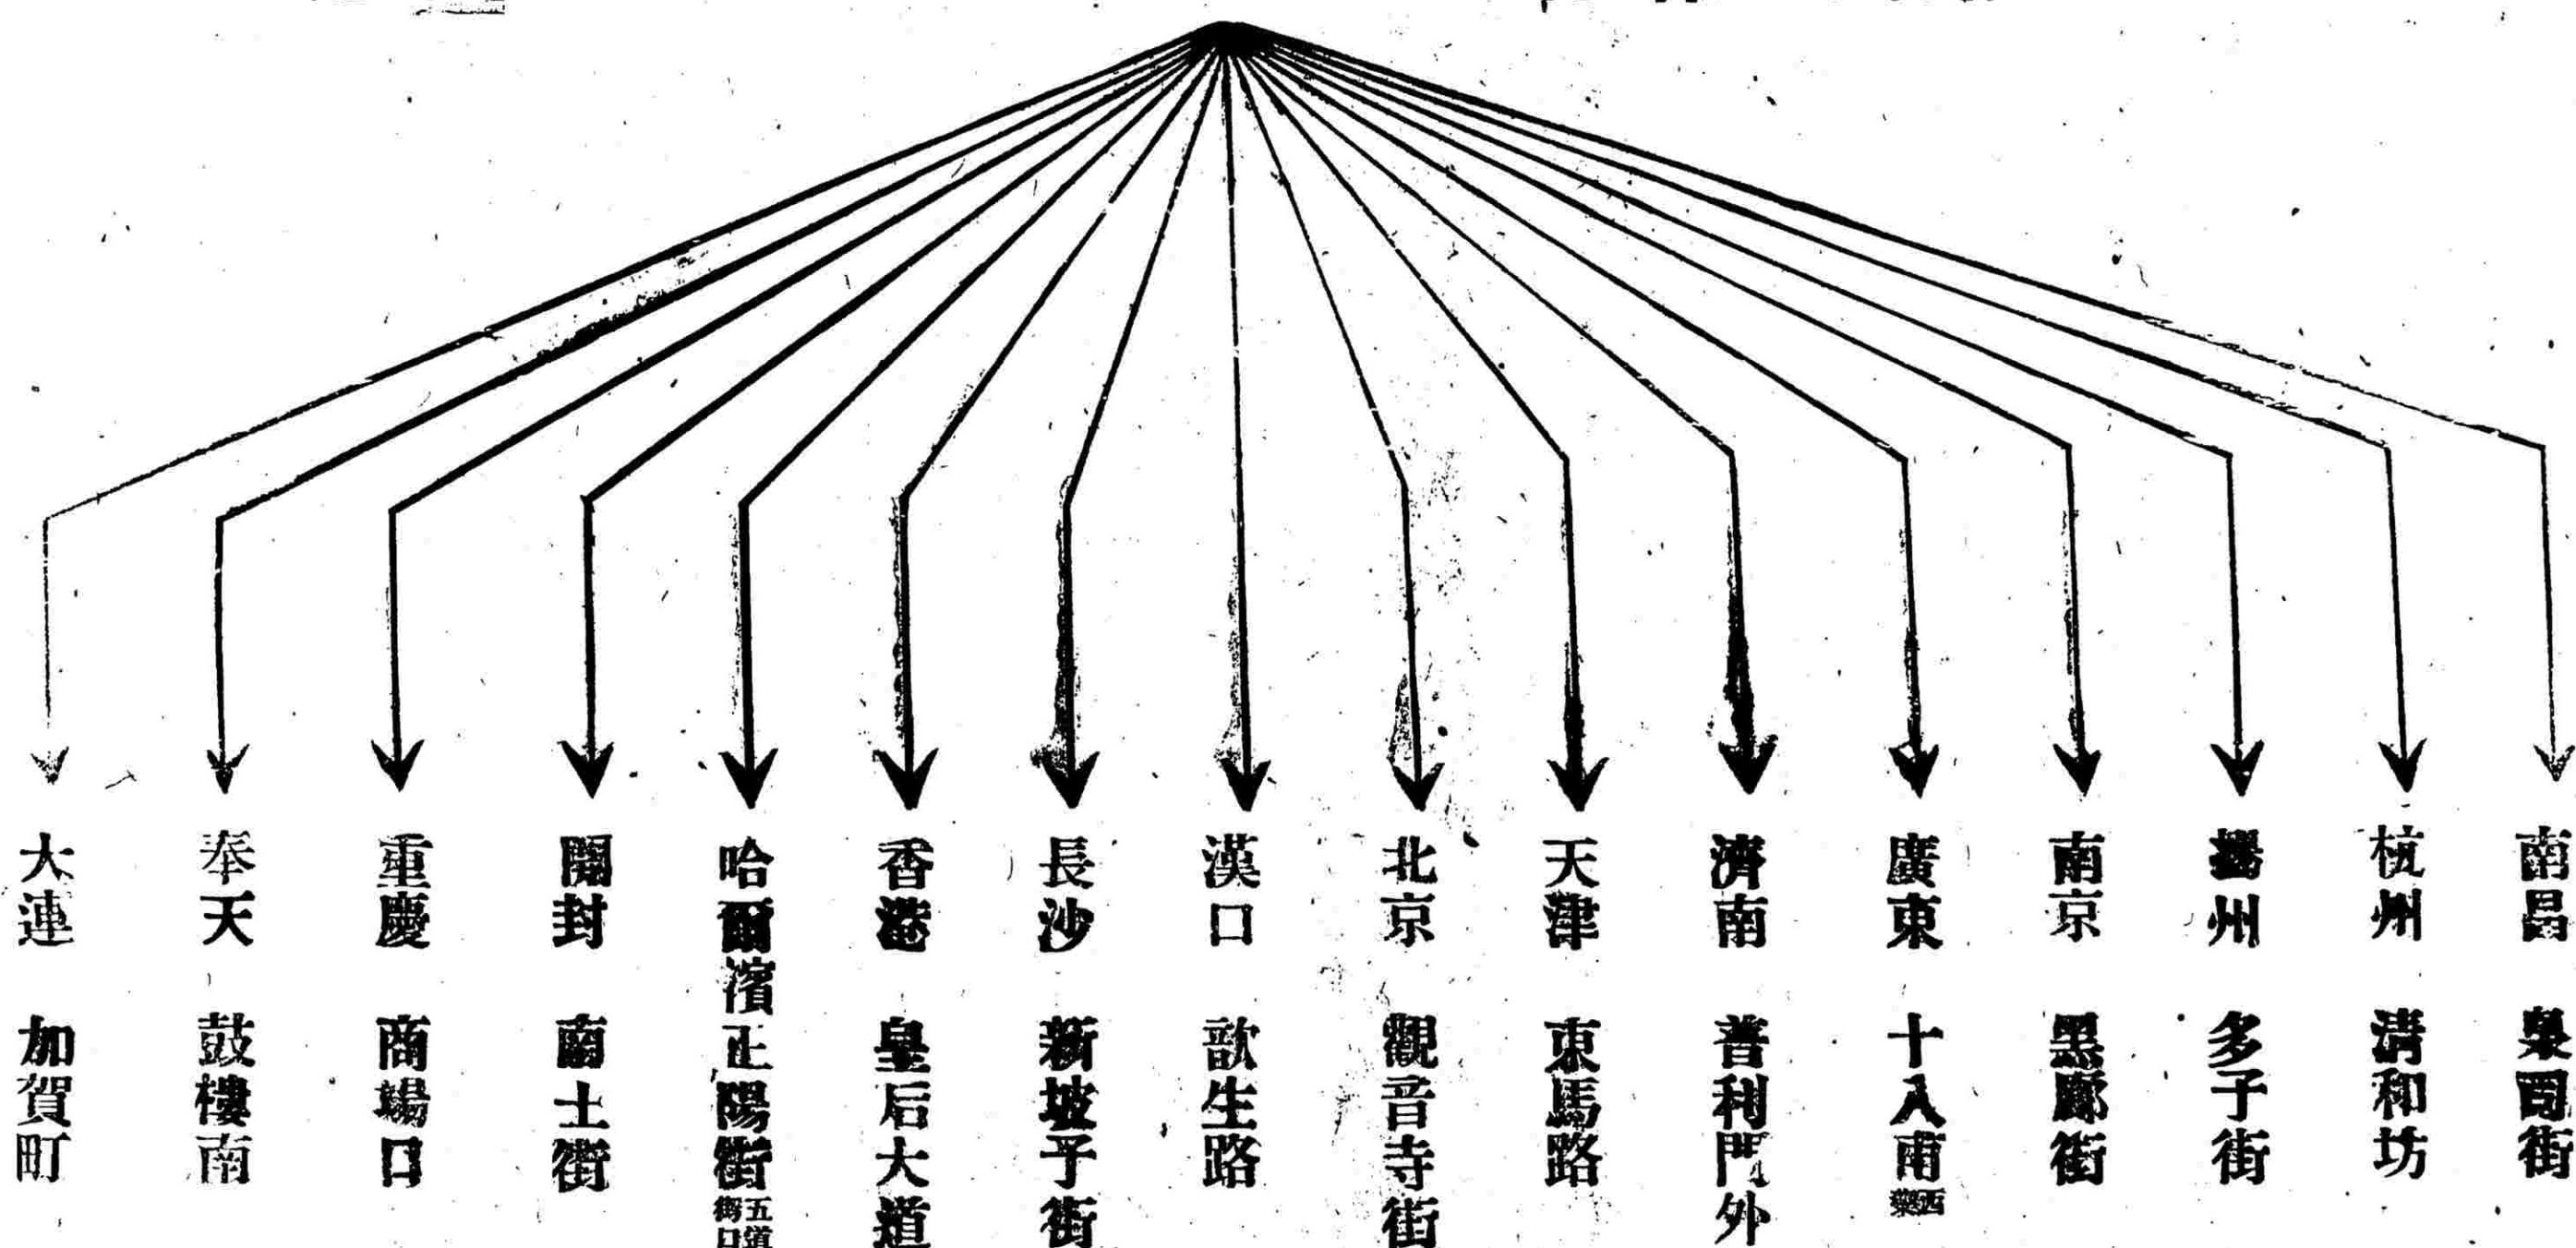 南昌 臬司街
杭州 清和坊
揚州 多子街
南京 黑廊街
廣東 十八甫
濟南 普利門外
天津 東馬路
北京 觀音寺街
漢口 歆生路
長沙 新坡子街
香港 皇后大道
哈爾濱 正陽街 五道街口
開封 南土街
重慶 商場口
奉天 鼓樓南
大連 加賀町